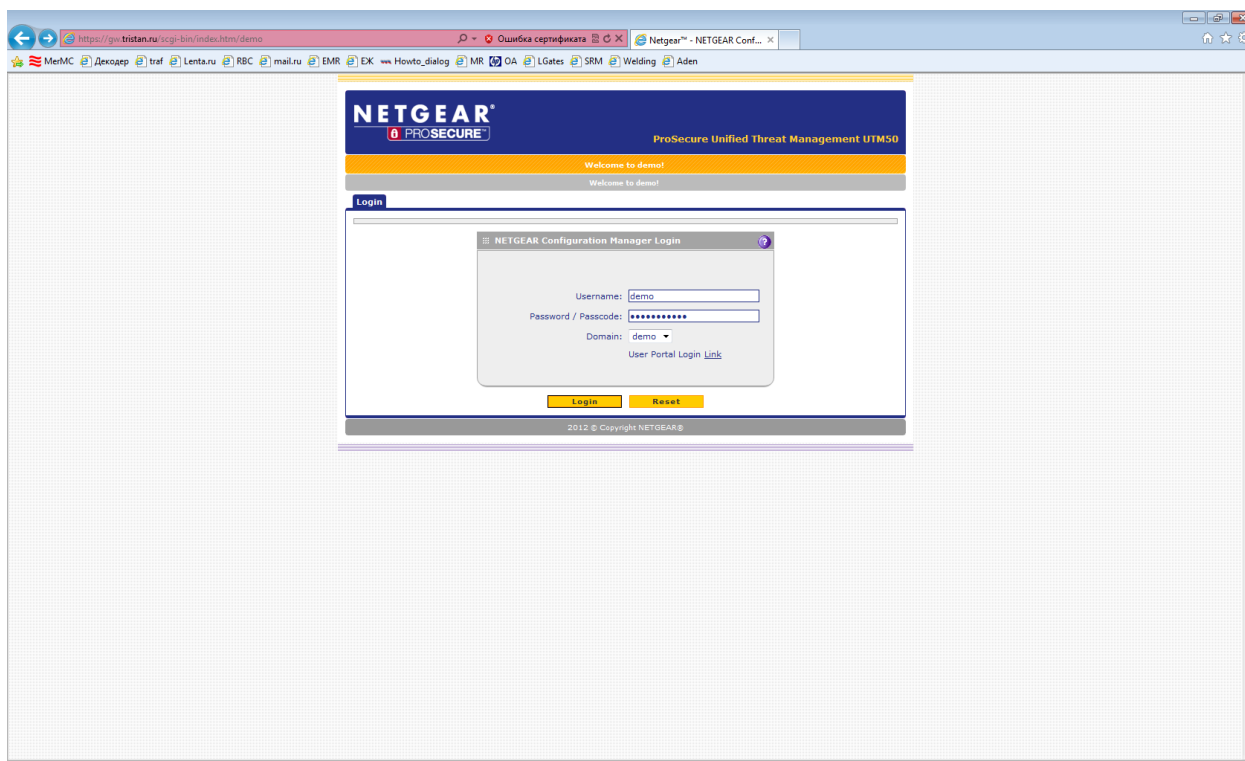 https://gw.tristan.ru/scgi-bin/index.htm/demo
Ошибка сертификата
Netgear™ - NETGEAR Conf...
MerMC Декодер traf Lenta.ru RBC mail.ru EMR ЕЖ Howto_dialog MR OA LGates SRM Welding Aden
NETGEAR®
PROSECURE™
ProSecure Unified Threat Management UTM50
Welcome to demo!
Welcome to demo!
Login
NETGEAR Configuration Manager Login
?
Username: demo
Password / Passcode: •••••••••••
Domain: demo
User Portal Login Link
Login Reset
2012 © Copyright NETGEAR®